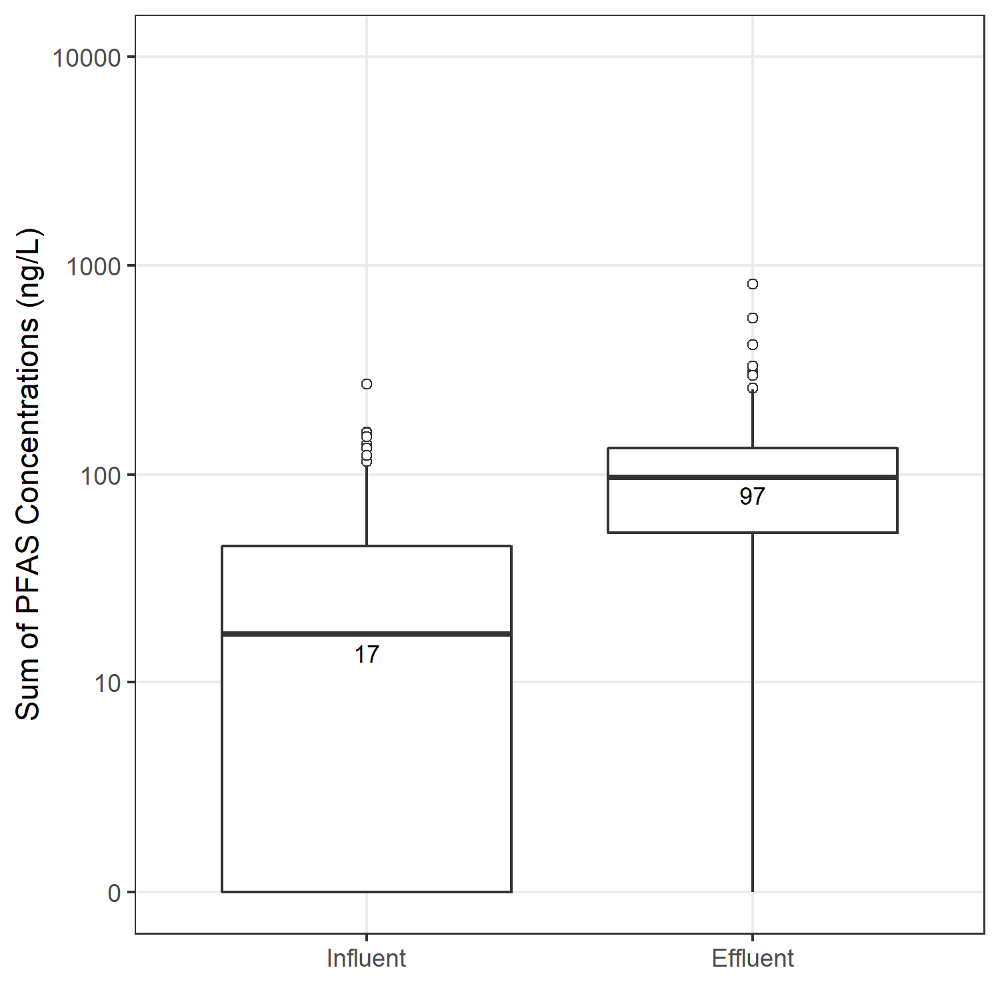 Sum of PFAS Concentrations (ng/L)
10000
1000
100
10
0
17
97
Influent
Effluent